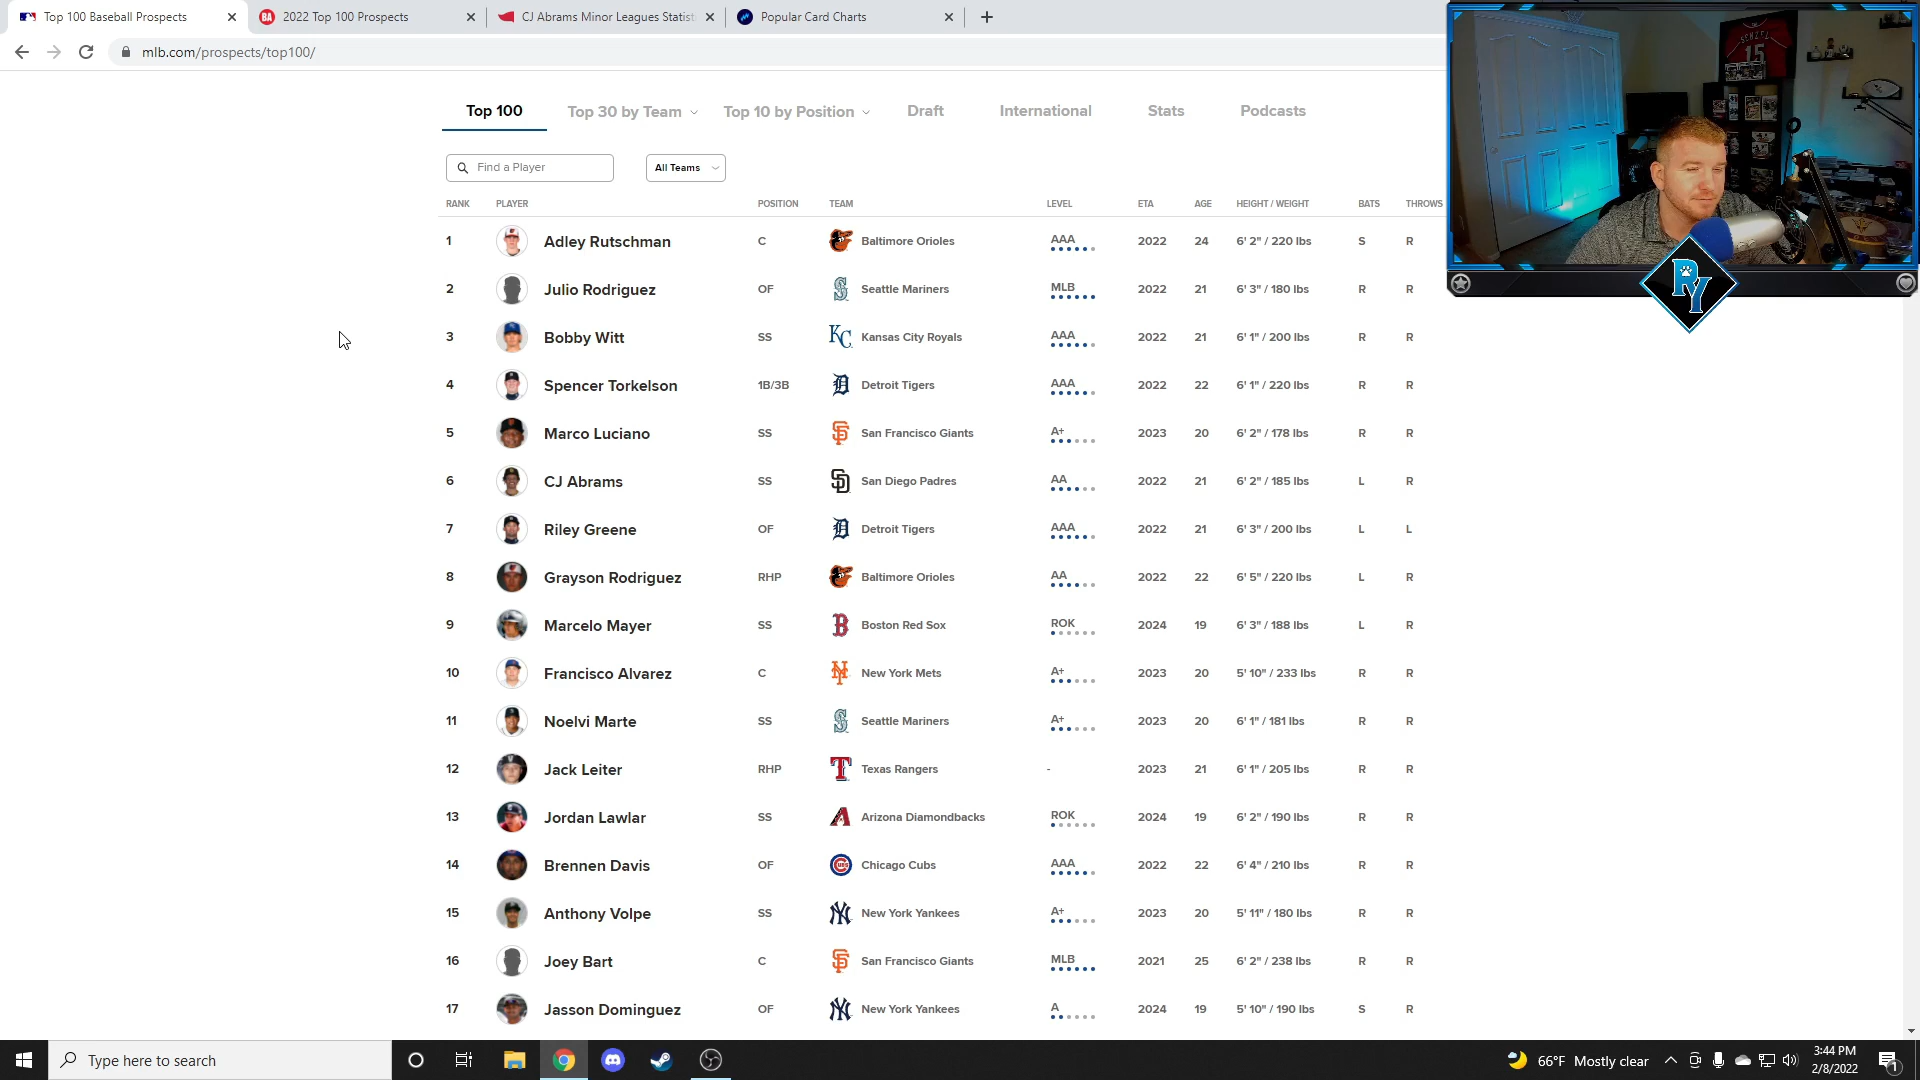 Top 100 Baseball Prospects
2022 Top 100 Prospects
CJ Abrams Minor Leagues Statist
Popular Card Charts
mlb.com/prospects/top100/
Top 100 Top 30 by Team Top 10 by Position Draft International Stats Podcasts
Find a Player All Teams
RANK PLAYER POSITION TEAM LEVEL ETA AGE HEIGHT / WEIGHT BATS THROWS
1 Adley Rutschman C Baltimore Orioles AAA 2022 24 6' 2" / 220 lbs S R
2 Julio Rodriguez OF Seattle Mariners MLB 2022 21 6' 3" / 180 lbs R R
3 Bobby Witt SS Kansas City Royals AAA 2022 21 6' 1" / 200 lbs R R
4 Spencer Torkelson 1B/3B Detroit Tigers AAA 2022 22 6' 1" / 220 lbs R R
5 Marco Luciano SS San Francisco Giants A+ 2023 20 6' 2" / 178 lbs R R
6 CJ Abrams SS San Diego Padres AA 2022 21 6' 2" / 185 lbs L R
7 Riley Greene OF Detroit Tigers AAA 2022 21 6' 3" / 200 lbs L L
8 Grayson Rodriguez RHP Baltimore Orioles AA 2022 22 6' 5" / 220 lbs L R
9 Marcelo Mayer SS Boston Red Sox ROK 2024 19 6' 3" / 188 lbs L R
10 Francisco Alvarez C New York Mets A+ 2023 20 5' 10" / 233 lbs R R
11 Noelvi Marte SS Seattle Mariners A+ 2023 20 6' 1" / 181 lbs R R
12 Jack Leiter RHP Texas Rangers - 2023 21 6' 1" / 205 lbs R R
13 Jordan Lawlar SS Arizona Diamondbacks ROK 2024 19 6' 2" / 190 lbs R R
14 Brennen Davis OF Chicago Cubs AAA 2022 22 6' 4" / 210 lbs R R
15 Anthony Volpe SS New York Yankees A+ 2023 20 5' 11" / 180 lbs R R
16 Joey Bart C San Francisco Giants MLB 2021 25 6' 2" / 238 lbs R R
17 Jasson Dominguez OF New York Yankees A 2024 19 5' 10" / 190 lbs S R
SENZEL
15
RY
Type here to search
66°F Mostly clear
3:44 PM
2/8/2022
1